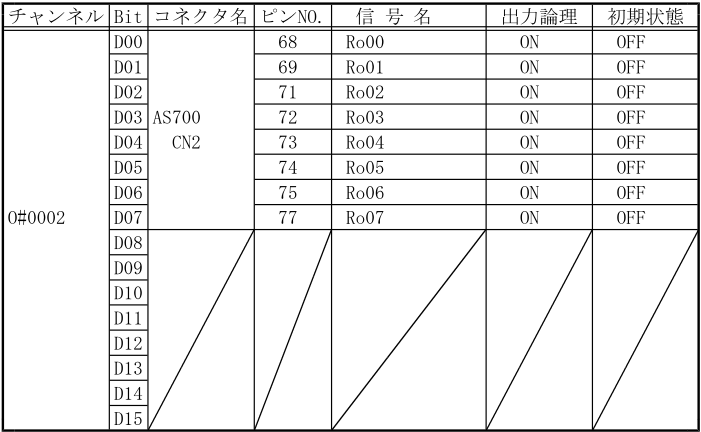 チャンネル Bit コネクタ名 ピンNO. 信 号 名 出力論理 初期状態
D00 68 Ro00 ON OFF
D01 69 Ro01 ON OFF
D02 71 Ro02 ON OFF
D03 AS700 72 Ro03 ON OFF
D04 CN2 73 Ro04 ON OFF
D05 74 Ro05 ON OFF
D06 75 Ro06 ON OFF
O#0002 D07 77 Ro07 ON OFF
D08
D09
D10
D11
D12
D13
D14
D15